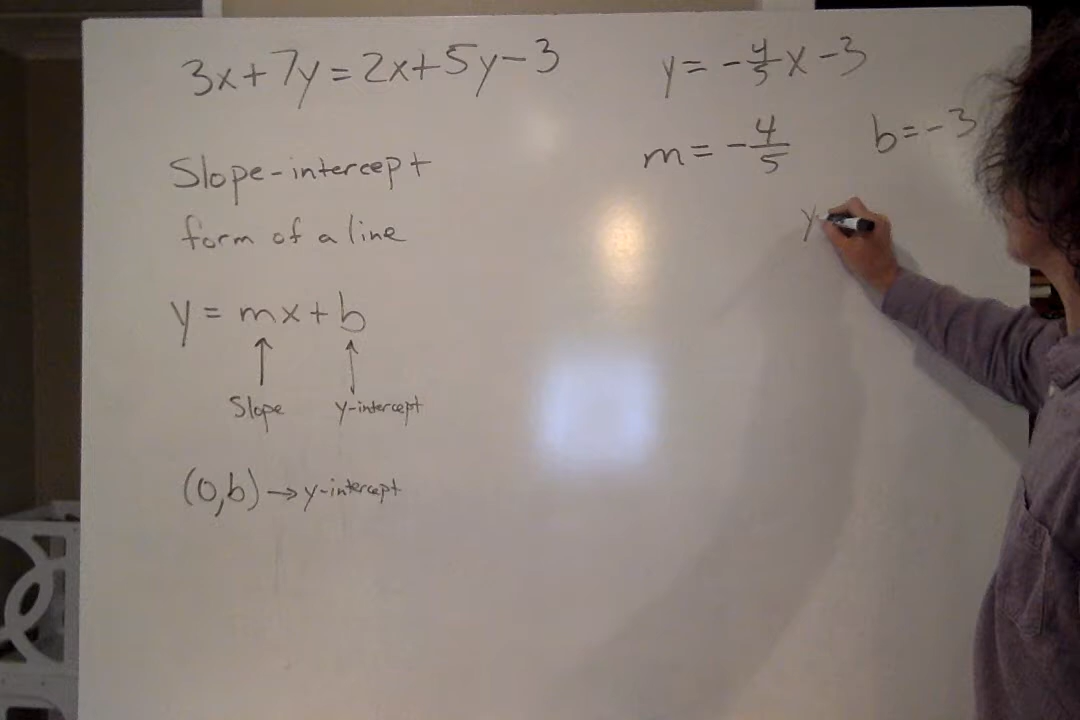 3x+7y=2x+5y-3
Slope-intercept
form of a line
y = mx+b
↑ ↑
Slope y-intercept
(0,b) → y-intercept
y = -4/5 x - 3
m = -4/5 b = -3
y